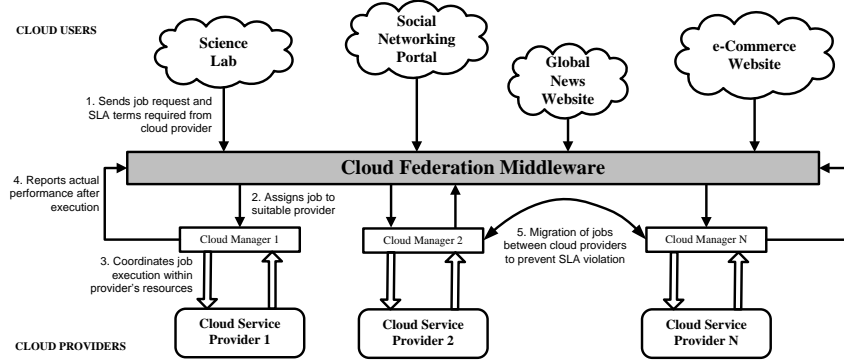 CLOUD USERS
Science
Lab
Social
Networking
Portal
Global
News
Website
e-Commerce
Website
1. Sends job request and
SLA terms required from
cloud provider
Cloud Federation Middleware
4. Reports actual
performance after
execution
2. Assigns job to
suitable provider
5. Migration of jobs
between cloud providers
to prevent SLA violation
Cloud Manager 1
Cloud Manager 2
Cloud Manager N
3. Coordinates job
execution within
provider's resources
Cloud Service
Provider 1
Cloud Service
Provider 2
Cloud Service
Provider N
CLOUD PROVIDERS